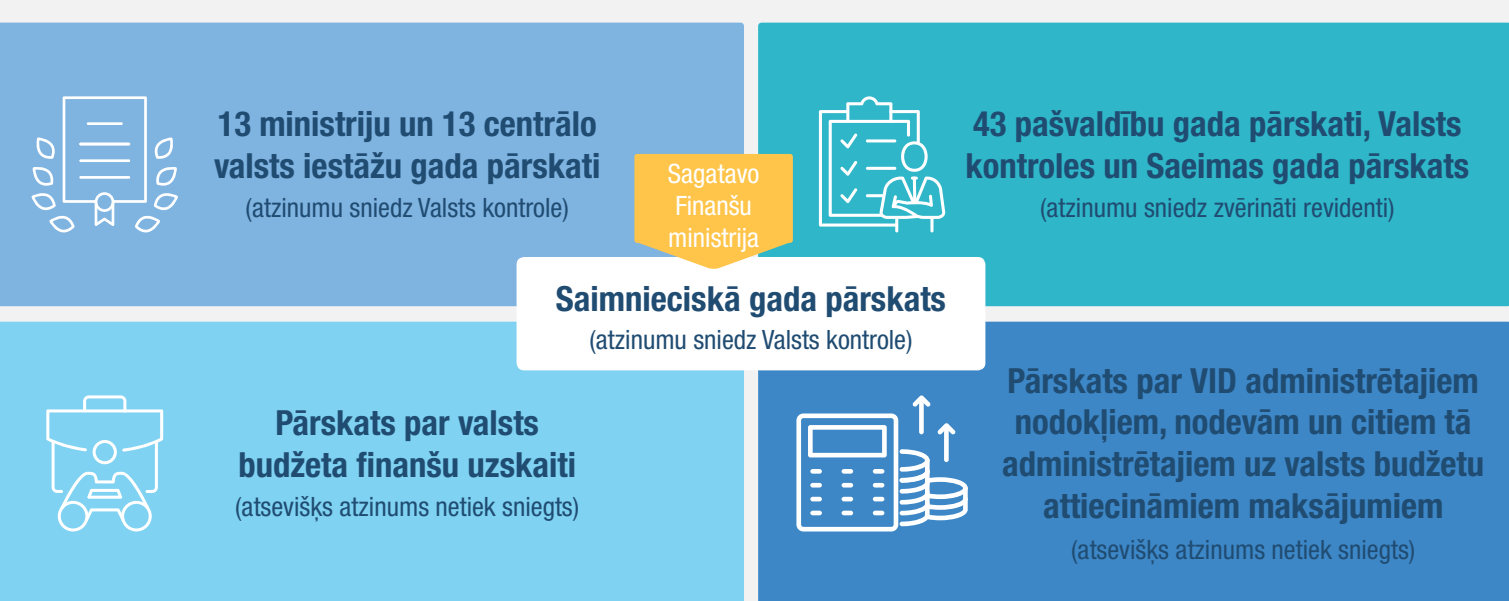 13 ministriju un 13 centrālo
valsts iestāžu gada pārskati
(atzinumu sniedz Valsts kontrole)
43 pašvaldību gada pārskati, Valsts
kontroles un Saeimas gada pārskats
(atzinumu sniedz zvērināti revidenti)
Sagatavo
Finanšu
ministrija
Saimnieciskā gada pārskats
(atzinumu sniedz Valsts kontrole)
Pārskats par valsts
budžeta finanšu uzskaiti
(atsevišķs atzinums netiek sniegts)
Pārskats par VID administrētajiem
nodokļiem, nodevām un citiem tā
administrētajiem uz valsts budžetu
attiecināmiem maksājumiem
(atsevišķs atzinums netiek sniegts)